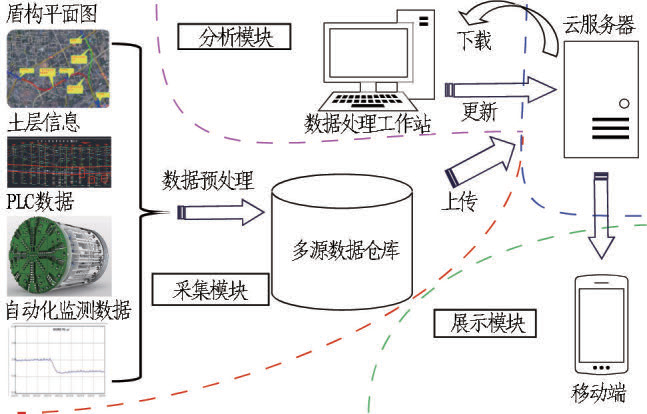 盾构平面图
分析模块
下载
云服务器
土层信息
数据处理工作站
更新
PLC数据
数据预处理
上传
多源数据仓库
采集模块
自动化监测数据
展示模块
移动端